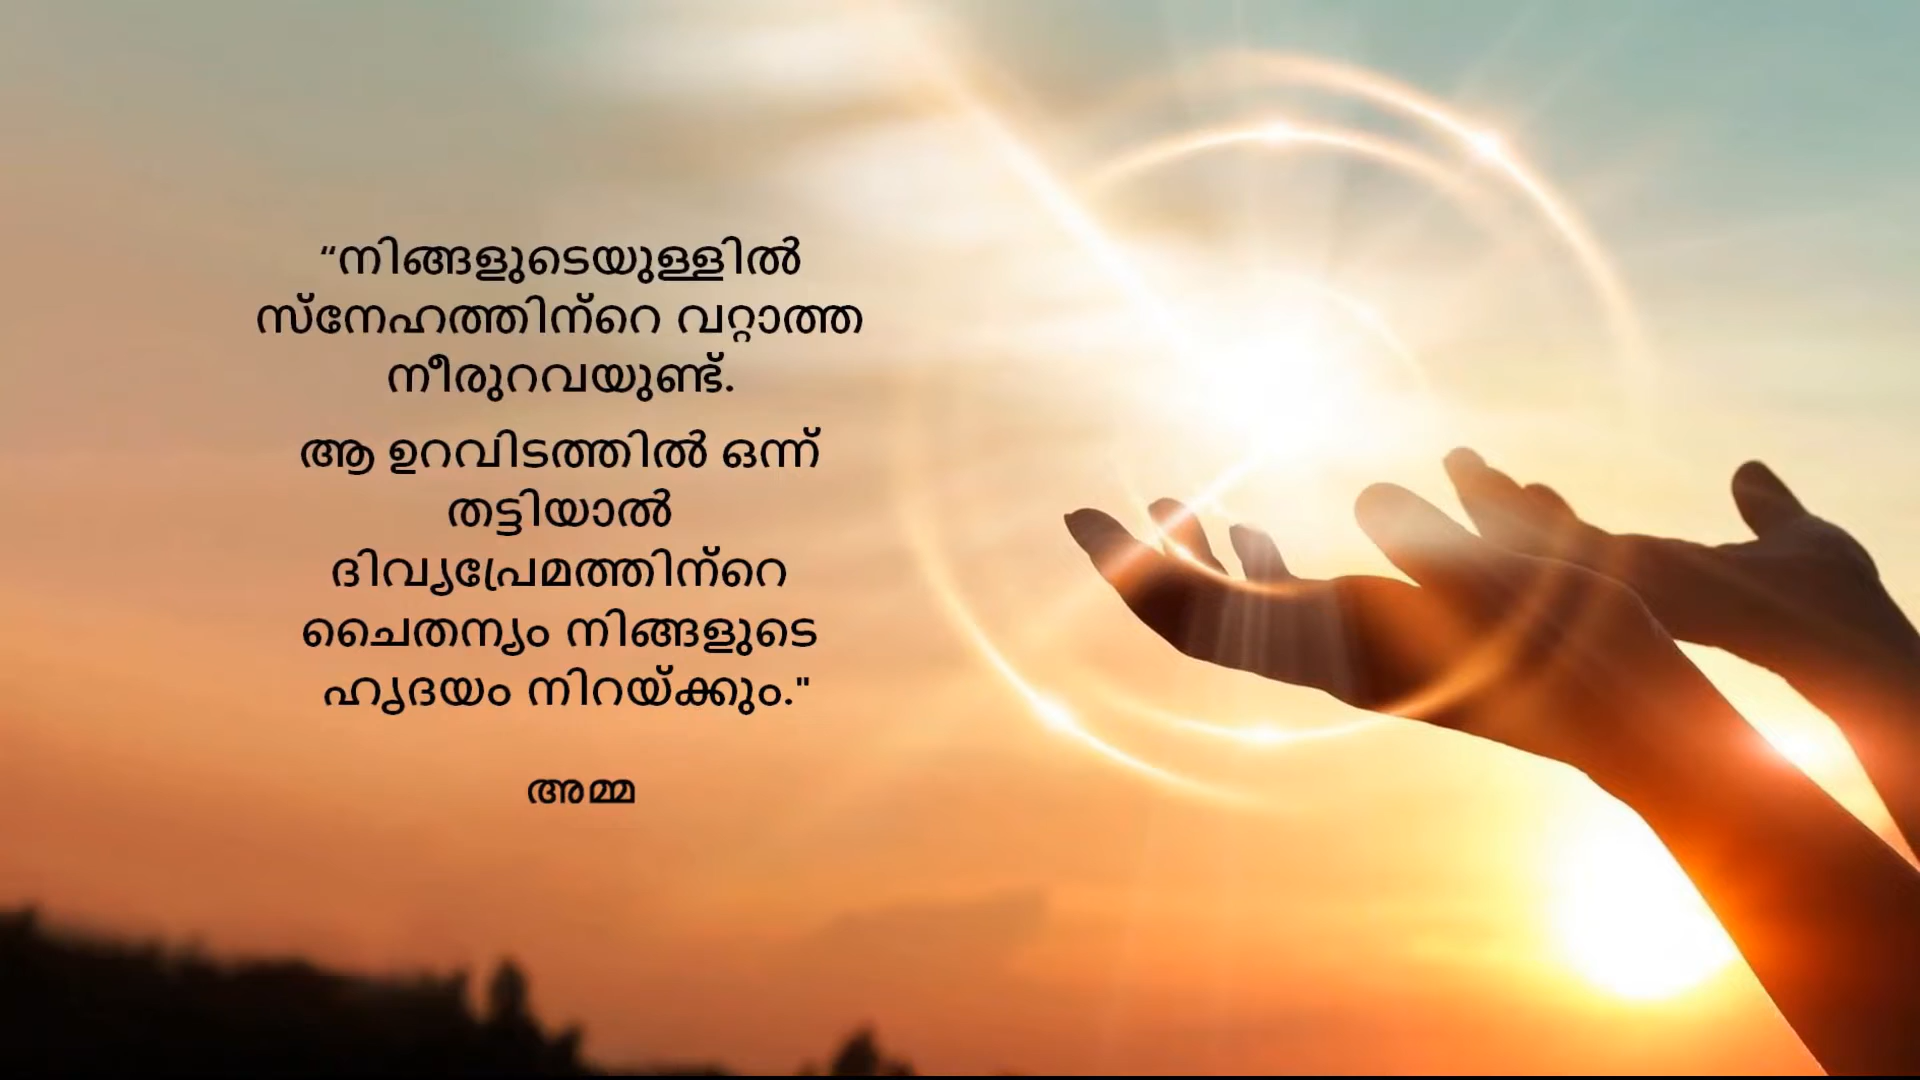 “നിങ്ങളുടെയുള്ളിൽ
സ്നേഹത്തിന്റെ വറ്റാത്ത
നീരുറവയുണ്ട്.
ആ ഉറവിടത്തിൽ ഒന്ന്
തട്ടിയാൽ
ദിവ്യപ്രേമത്തിന്റെ
ചൈതന്യം നിങ്ങളുടെ
ഹൃദയം നിറയ്ക്കും."
അമ്മ